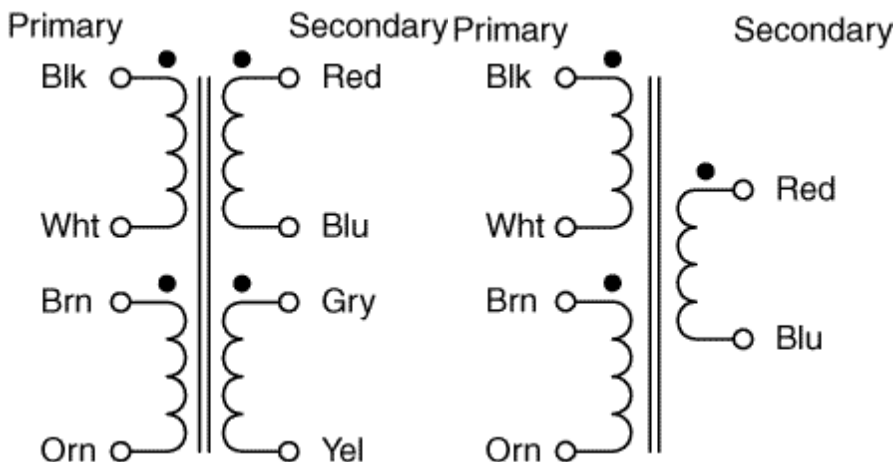 Primary Secondary Primary Secondary
Blk Red Blk
Red
Wht Blu Wht
Brn Gry Brn
Blu
Orn Yel Orn